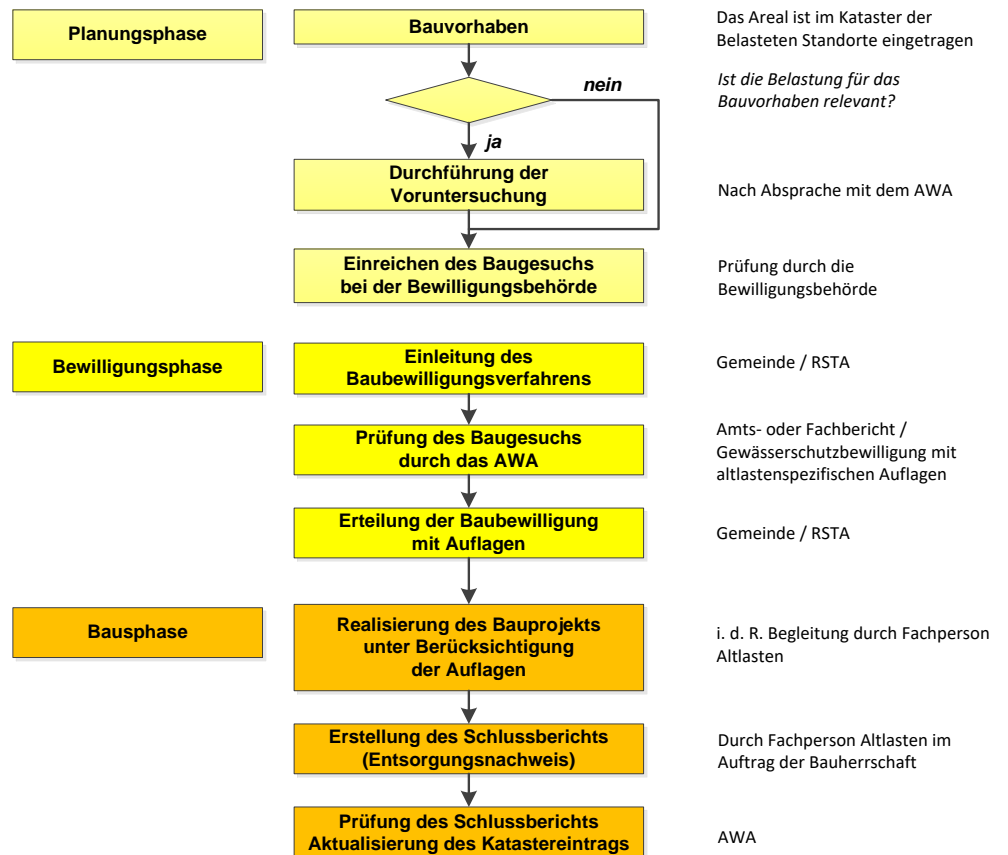 Planungsphase
Bauvorhaben
Das Areal ist im Kataster der
Belasteten Standorte eingetragen
nein
Ist die Belastung für das
Bauvorhaben relevant?
ja
Durchführung der
Voruntersuchung
Nach Absprache mit dem AWA
Einreichen des Baugesuchs
bei der Bewilligungsbehörde
Prüfung durch die
Bewilligungsbehörde
Bewilligungsphase
Einleitung des
Baubewilligungsverfahrens
Gemeinde / RSTA
Prüfung des Baugesuchs
durch das AWA
Amts- oder Fachbericht /
Gewässerschutzbewilligung mit
altlastenspezifischen Auflagen
Erteilung der Baubewilligung
mit Auflagen
Gemeinde / RSTA
Bausphase
Realisierung des Bauprojekts
unter Berücksichtigung
der Auflagen
i. d. R. Begleitung durch Fachperson
Altlasten
Erstellung des Schlussberichts
(Entsorgungsnachweis)
Durch Fachperson Altlasten im
Auftrag der Bauherrschaft
Prüfung des Schlussberichts
Aktualisierung des Katastereintrags
AWA